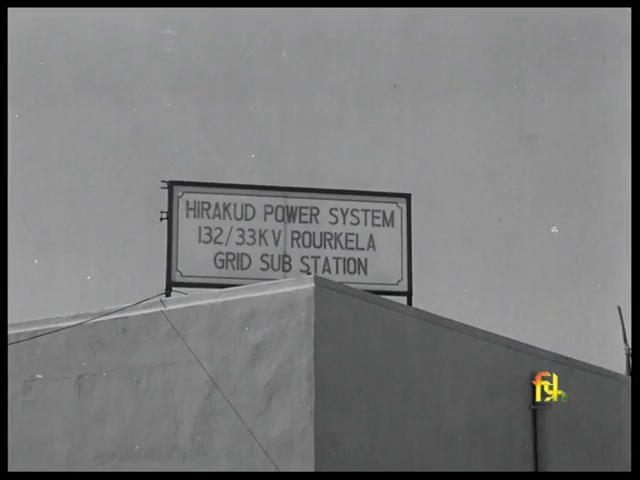 HIRAKUD POWER SYSTEM
132/33KV ROURKELA
GRID SUB STATION